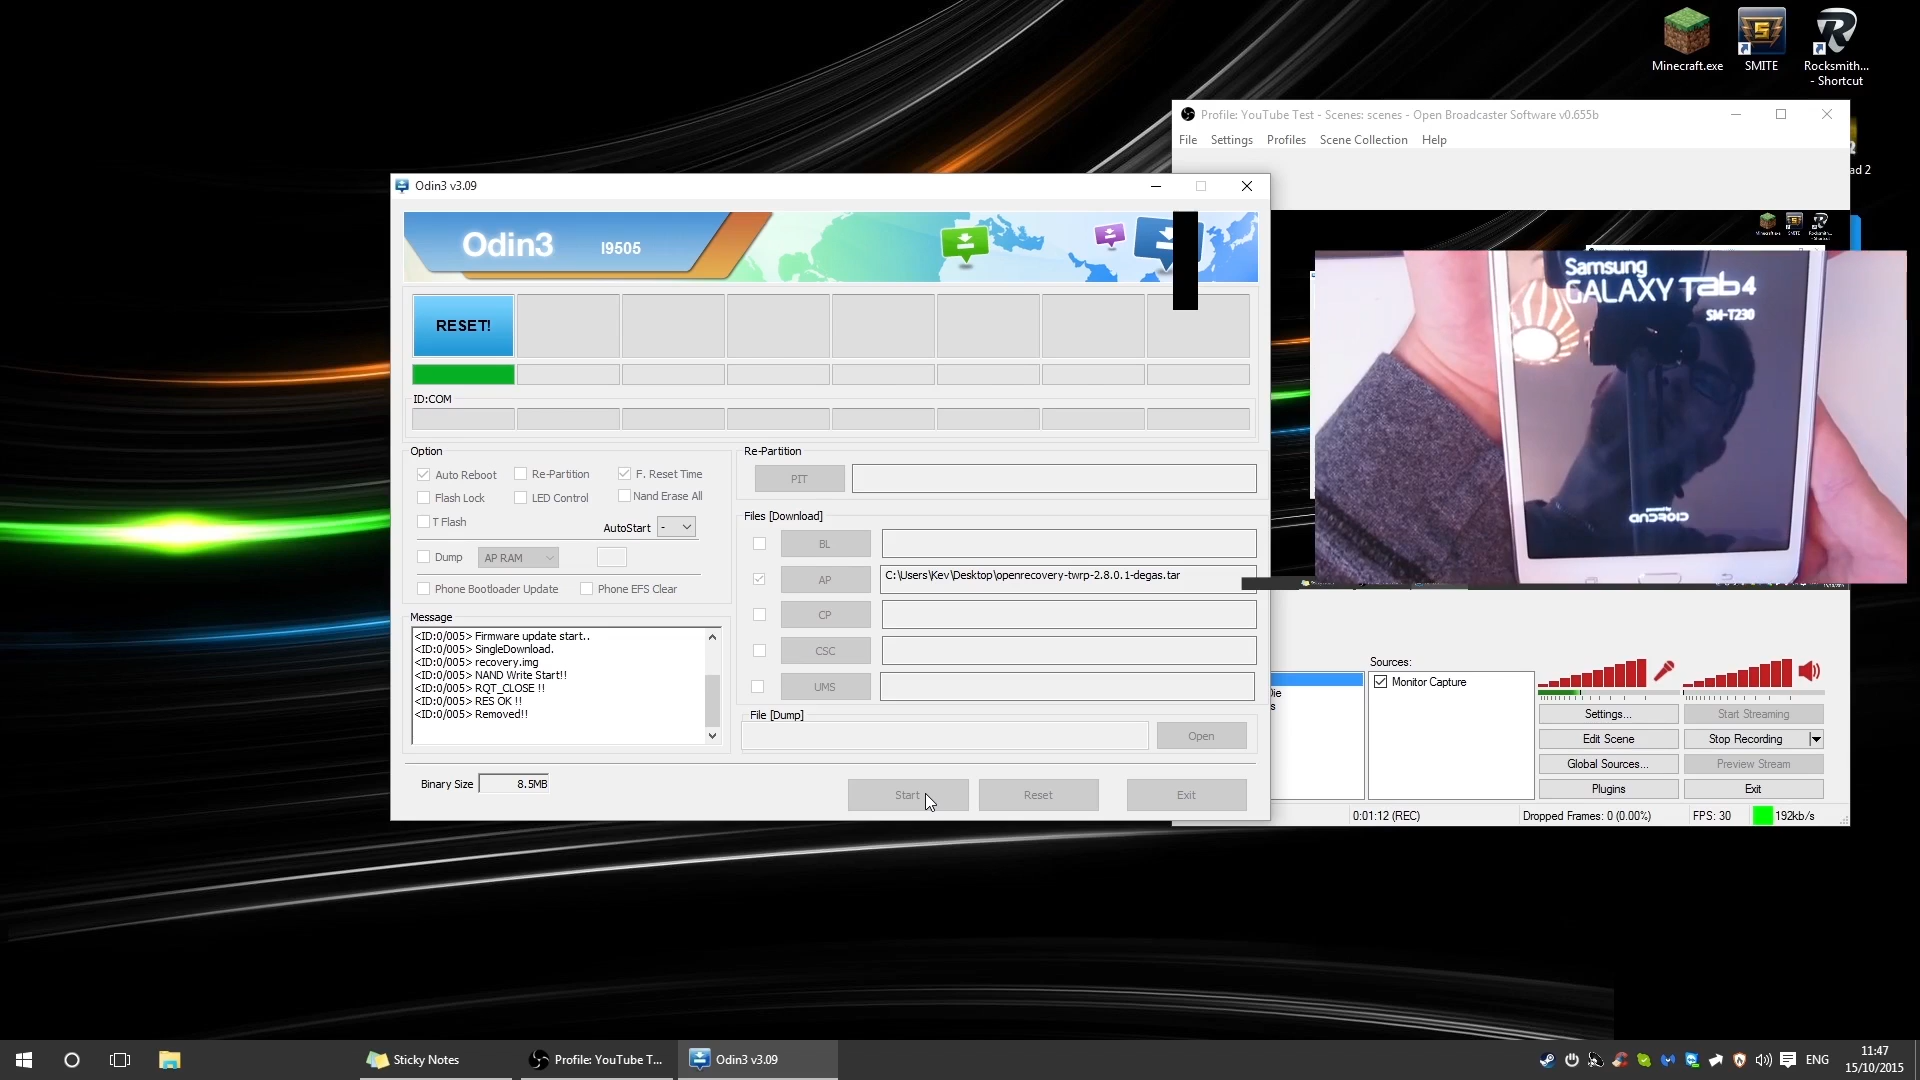 Minecraft.exe
SMITE
Rocksmith...
- Shortcut
Profile: YouTube Test - Scenes: scenes - Open Broadcaster Software v0.655b
File Settings Profiles Scene Collection Help
ad 2
Odin3 v3.09
Odin3
I9505
RESET!
ID:COM
Option
Auto Reboot
Re-Partition
F. Reset Time
Flash Lock
LED Control
Nand Erase All
T Flash
AutoStart
-
Dump
AP RAM
Phone Bootloader Update
Phone EFS Clear
Message
<ID:0/005> Firmware update start..
<ID:0/005> SingleDownload.
<ID:0/005> recovery.img
<ID:0/005> NAND Write Start!!
<ID:0/005> RQT_CLOSE !!
<ID:0/005> RES OK !!
<ID:0/005> Removed!!
Binary Size
8.5MB
Re-Partition
PIT
Files [Download]
BL
AP
C:\Users\Kev\Desktop\openrecovery-twrp-2.8.0.1-degas.tar
CP
CSC
UMS
File [Dump]
Open
Start
Reset
Exit
Samsung
GALAXY Tab4
SM-T230
powered by
android
Die
s
Sources:
Monitor Capture
Settings...
Start Streaming
Edit Scene
Stop Recording
Global Sources...
Preview Stream
Plugins
Exit
0:01:12 (REC)
Dropped Frames: 0 (0.00%)
FPS: 30
192kb/s
Sticky Notes
Profile: YouTube T...
Odin3 v3.09
ENG
11:47
15/10/2015